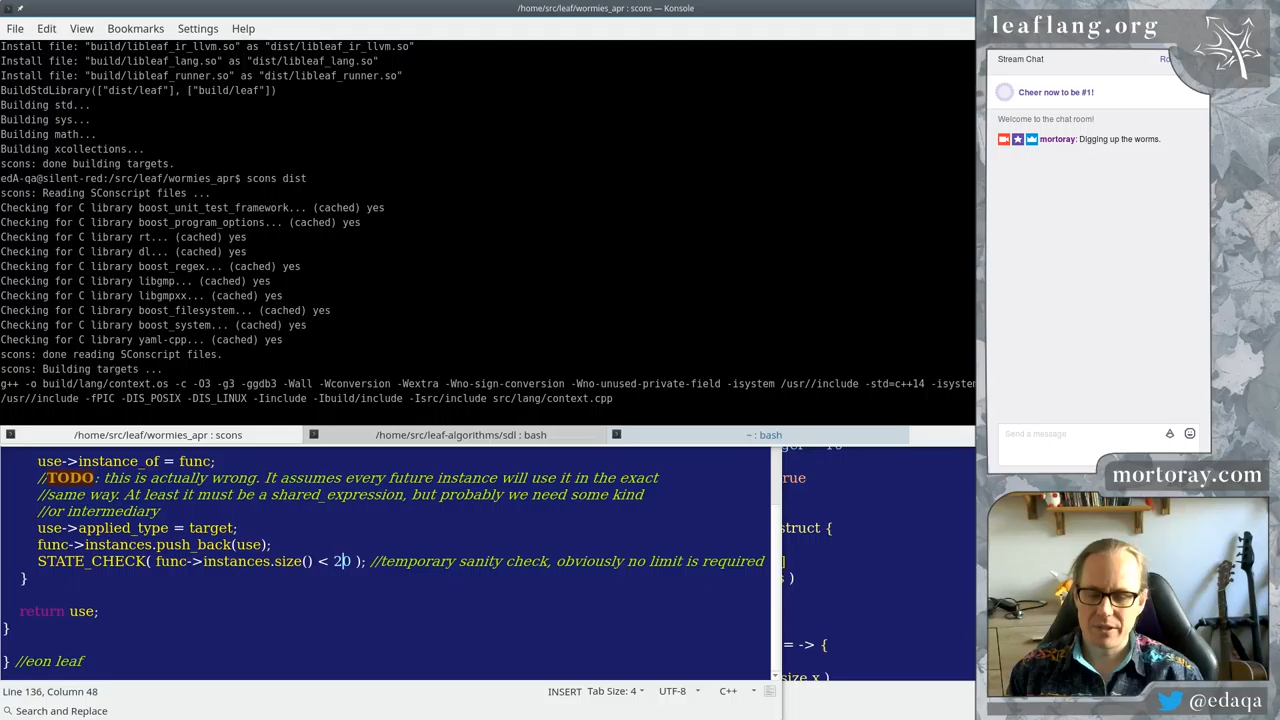 /home/src/leaf/wormies_apr : scons — Konsole
File Edit View Bookmarks Settings Help
Install file: "build/libleaf_ir_llvm.so" as "dist/libleaf_ir_llvm.so"
Install file: "build/libleaf_lang.so" as "dist/libleaf_lang.so"
Install file: "build/libleaf_runner.so" as "dist/libleaf_runner.so"
BuildStdLibrary(["dist/leaf"], ["build/leaf"])
Building std...
Building sys...
Building math...
Building xcollections...
scons: done building targets.
edA-qa@silent-red:/src/leaf/wormies_apr$ scons dist
scons: Reading SConscript files ...
Checking for C library boost_unit_test_framework... (cached) yes
Checking for C library boost_program_options... (cached) yes
Checking for C library rt... (cached) yes
Checking for C library dl... (cached) yes
Checking for C library boost_regex... (cached) yes
Checking for C library libgmp... (cached) yes
Checking for C library libgmpxx... (cached) yes
Checking for C library boost_filesystem... (cached) yes
Checking for C library boost_system... (cached) yes
Checking for C library yaml-cpp... (cached) yes
scons: done reading SConscript files.
scons: Building targets ...
g++ -o build/lang/context.os -c -O3 -g3 -ggdb3 -Wall -Wconversion -Wextra -Wno-sign-conversion -Wno-unused-private-field -isystem /usr//include -std=c++14 -isystem
/usr//include -fPIC -DIS_POSIX -DIS_LINUX -Iinclude -Ibuild/include -Isrc/include src/lang/context.cpp
/home/src/leaf/wormies_apr : scons
/home/src/leaf-algorithms/sdl : bash
~ : bash
use->instance_of = func;
//TODO: this is actually wrong. It assumes every future instance will use it in the exact
//same way. At least it must be a shared_expression, but probably we need some kind
//or intermediary
use->applied_type = target;
func->instances.push_back(use);
STATE_CHECK( func->instances.size() < 20 ); //temporary sanity check, obviously no limit is required
}
return use;
}
} //eon leaf
rue
struct {
]
)
= -> {
size x )
Line 136, Column 48
INSERT Tab Size: 4 UTF-8 C++
Search and Replace
leaflang.org
Stream Chat
Cheer now to be #1!
Welcome to the chat room!
mortoray: Digging up the worms.
Send a message
mortoray.com
@edaqa